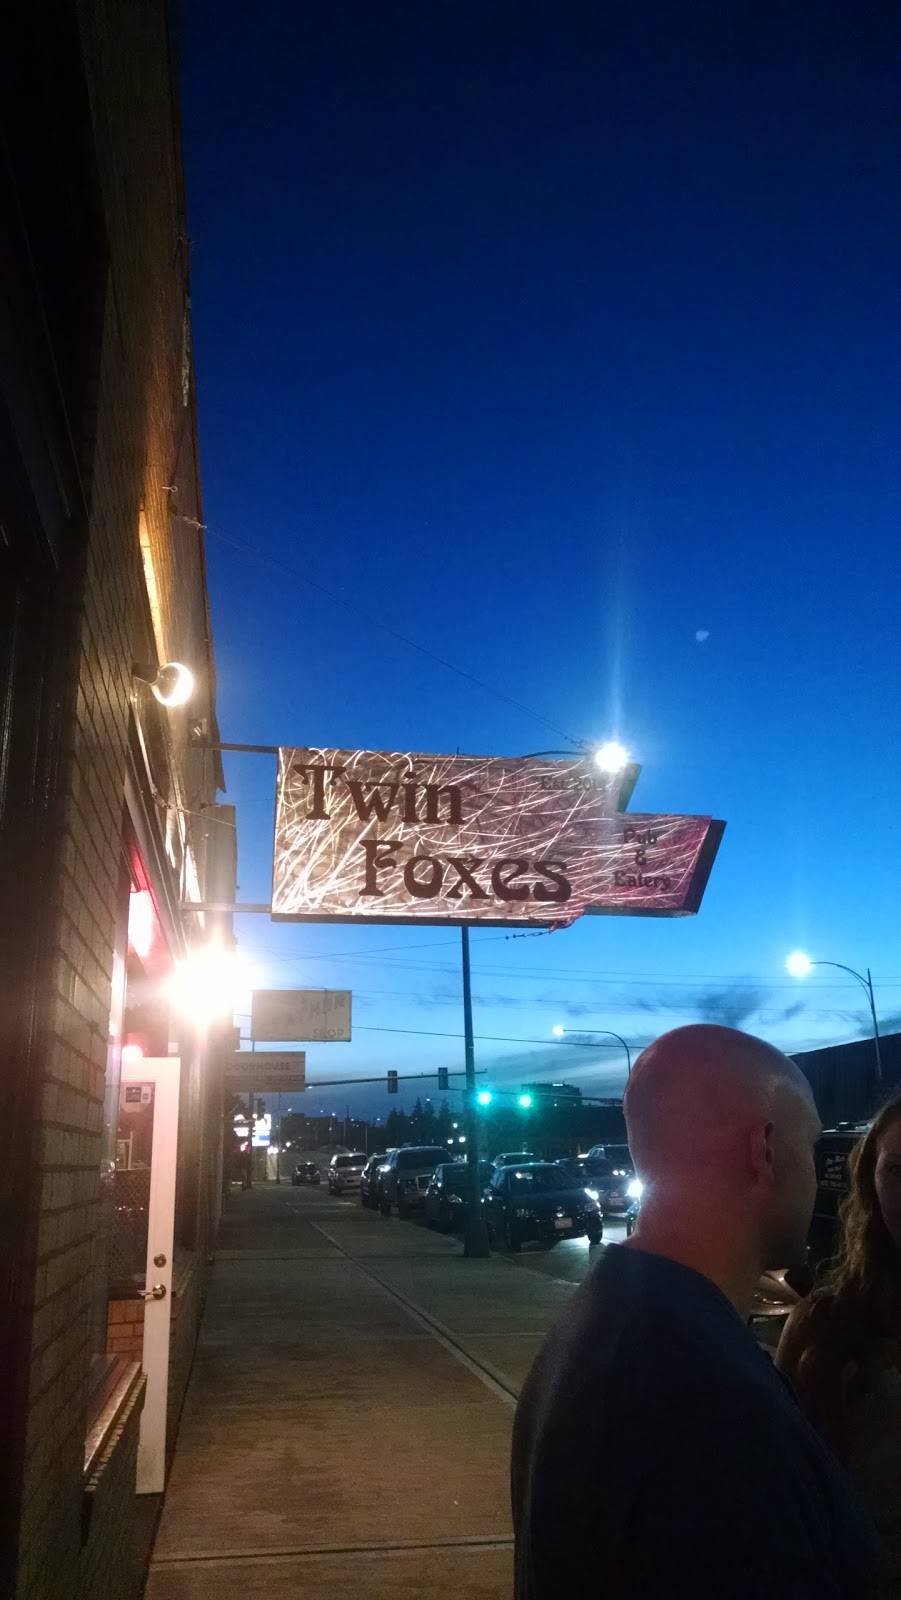 Twin
Foxes
Pub
&
Eatery
SHOP